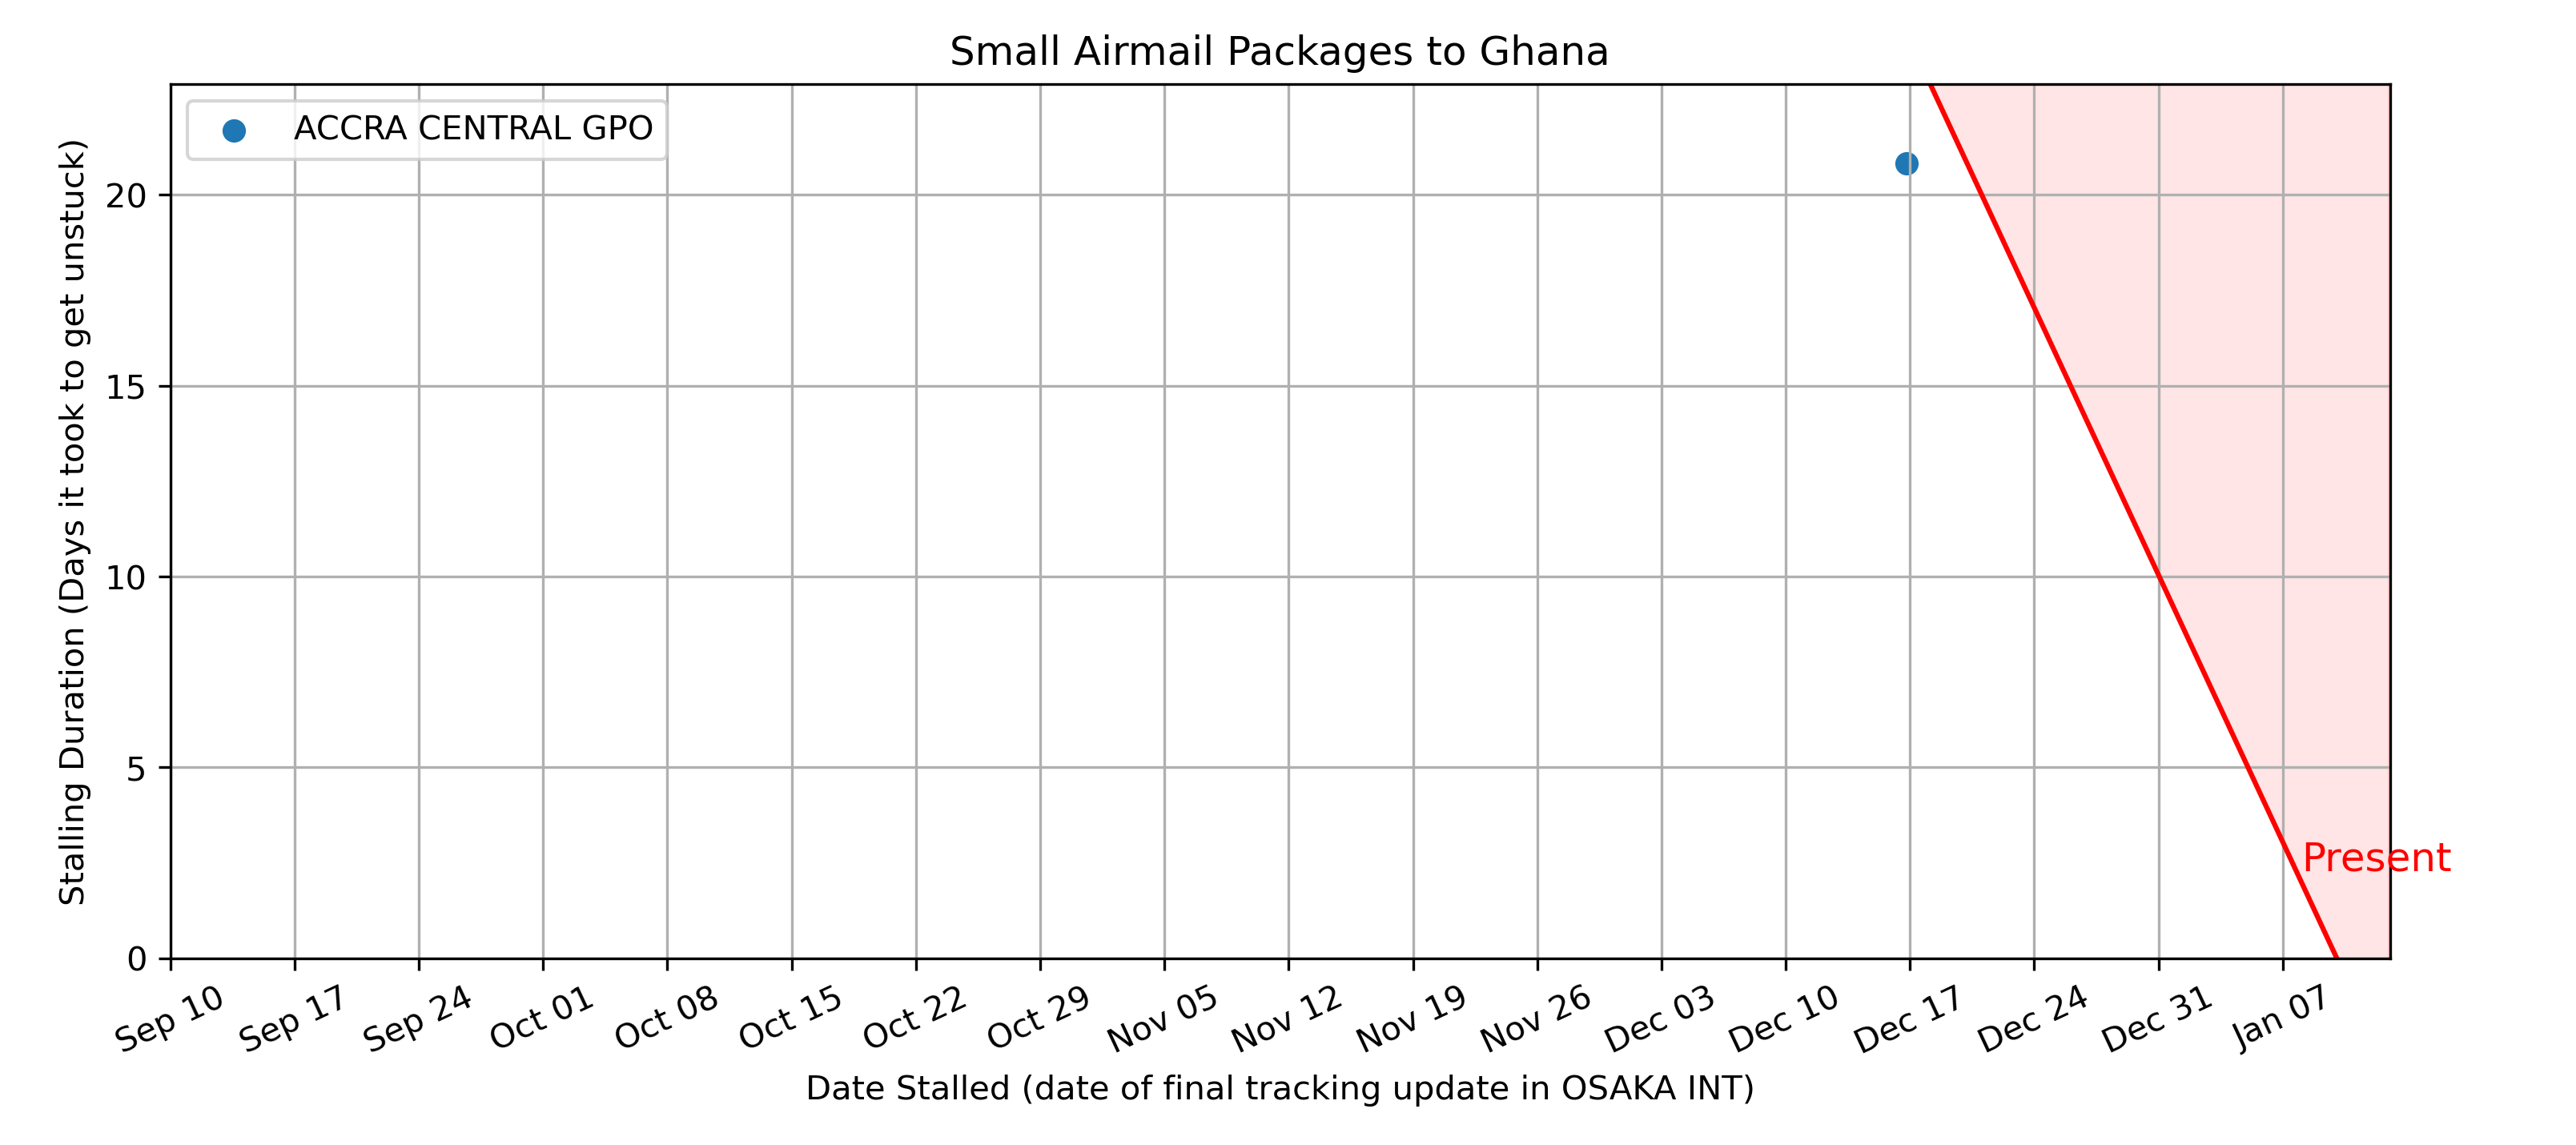 Small Airmail Packages to Ghana
ACCRA CENTRAL GPO
Stalling Duration (Days it took to get unstuck)
20
15
10
5
0
Present
Sep 10
Sep 17
Sep 24
Oct 01
Oct 08
Oct 15
Oct 22
Oct 29
Nov 05
Nov 12
Nov 19
Nov 26
Dec 03
Dec 10
Dec 17
Dec 24
Dec 31
Jan 07
Date Stalled (date of final tracking update in OSAKA INT)